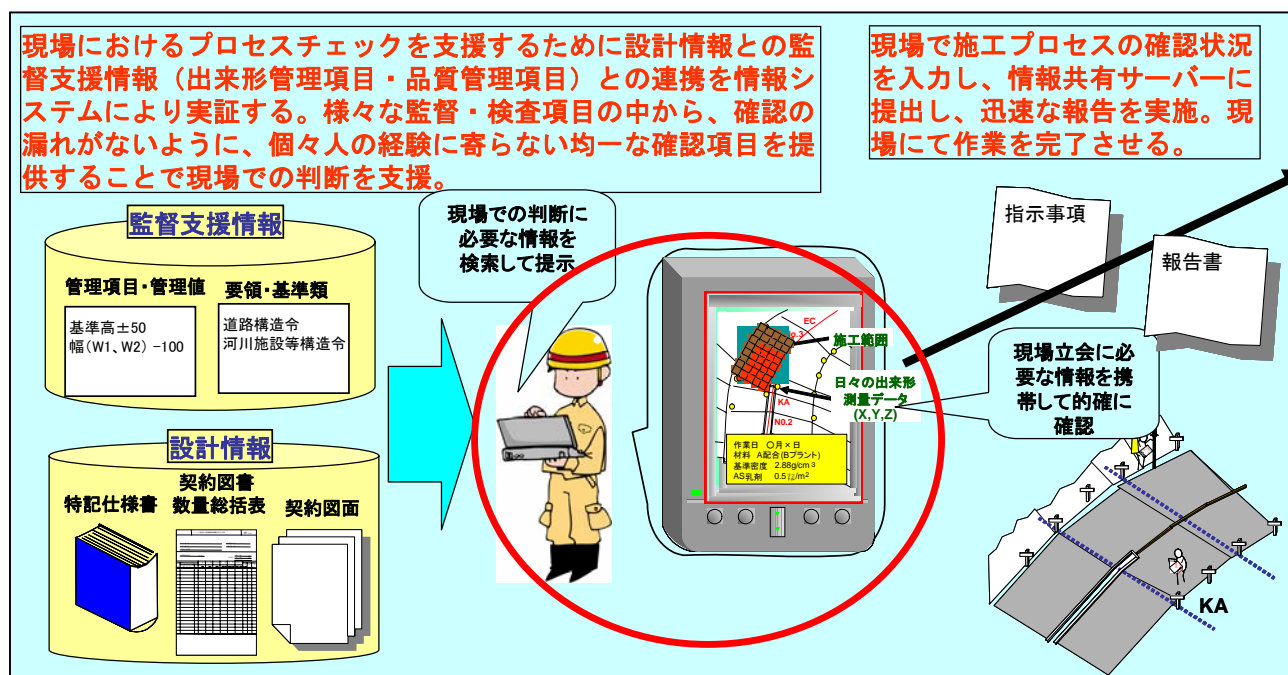 現場におけるプロセスチェックを支援するために設計情報との監
督支援情報（出来形管理項目・品質管理項目）との連携を情報シ
ステムにより実証する。様々な監督・検査項目の中から、確認の
漏れがないように、個々人の経験に寄らない均一な確認項目を提
供することで現場での判断を支援。
現場で施工プロセスの確認状況
を入力し、情報共有サーバーに
提出し、迅速な報告を実施。現
場にて作業を完了させる。
監督支援情報
管理項目・管理値
基準高±50
幅(W1、W2) -100
要領・基準類
道路構造令
河川施設等構造令
設計情報
特記仕様書
契約図書
数量総括表
契約図面
現場での判断に
必要な情報を
検索して提示
EC
No.3
施工範囲
日々の出来形
測量データ
(X,Y,Z)
KA
N0.2
作業日 〇月×日
材料 A配合(Bプラント)
基準密度 2.88g/cm³
AS乳剤 0.5㍑/m²
指示事項
報告書
現場立会に必
要な情報を携
帯して的確に
確認
KA